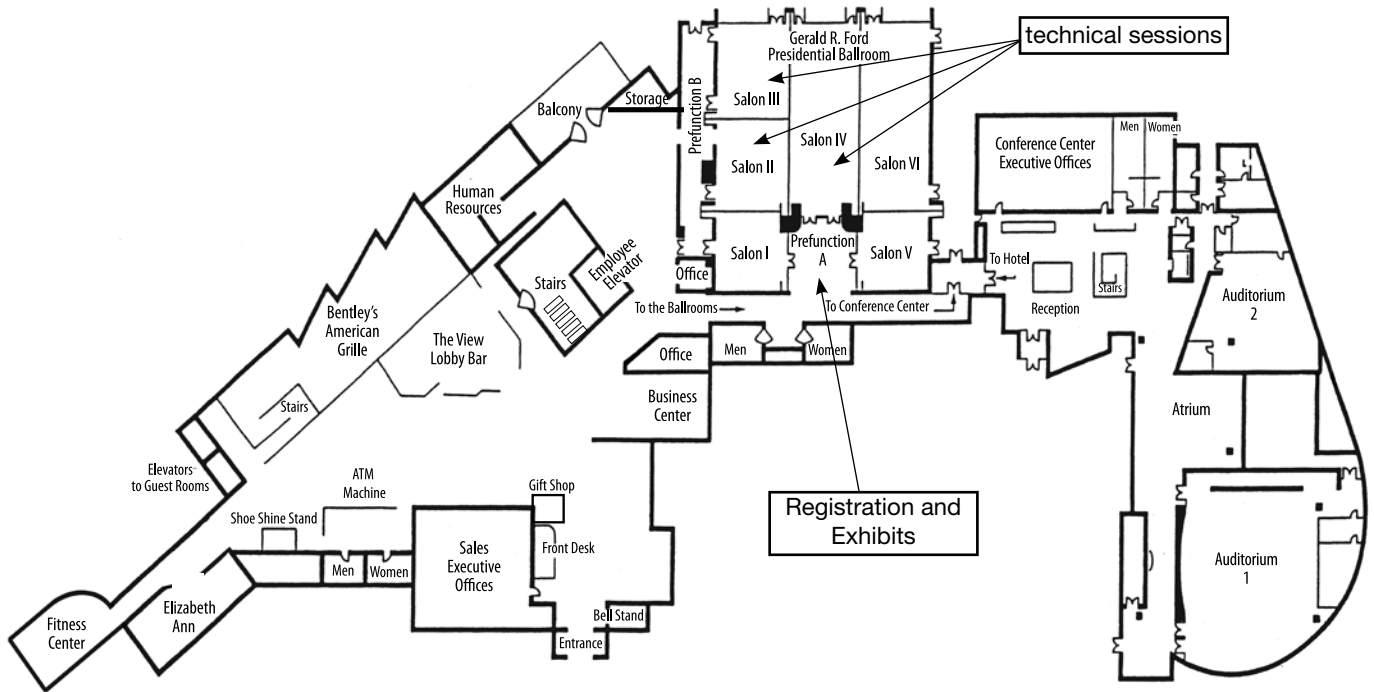 Gerald R. Ford
Presidential Ballroom
technical sessions
Balcony
Storage
Prefunction B
Salon III
Salon II
Salon IV
Salon VI
Conference Center
Executive Offices
Men
Women
Human
Resources
Stairs
Employee
Elevator
Office
Salon I
Prefunction
A
Salon V
To Hotel
Reception
Stairs
Auditorium
2
To the Ballrooms
To Conference Center
Bentley's
American
Grille
The View
Lobby Bar
Office
Men
Women
Business
Center
Stairs
Atrium
Elevators
to Guest Rooms
ATM
Machine
Gift Shop
Registration and
Exhibits
Shoe Shine Stand
Sales
Executive
Offices
Front Desk
Men
Women
Auditorium
1
Elizabeth
Ann
Fitness
Center
Bell Stand
Entrance